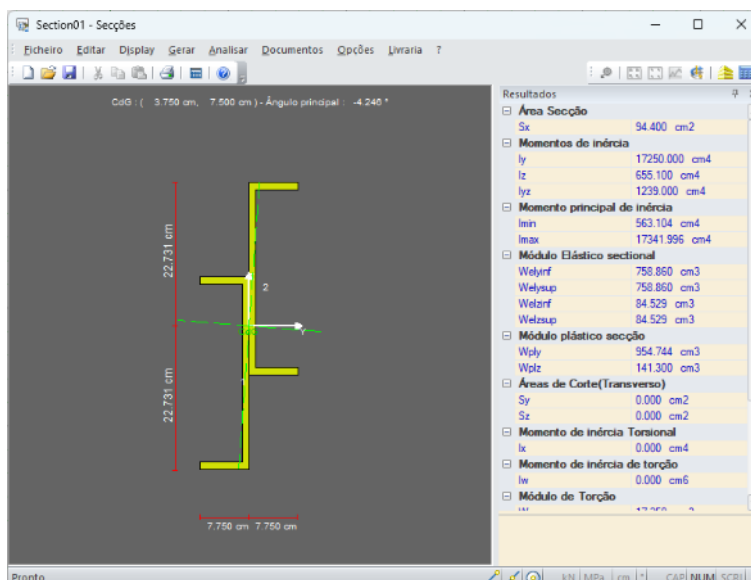 Section01 - Secções
Ficheiro Editar Display Gerar Analisar Documentos Opções Livraria ?
CdG : ( 3.750 cm, 7.500 cm ) - Ângulo principal : -4.246 °
22.731 cm
2
Y
22.731 cm
7.750 cm 7.750 cm
Resultados
Área Secção
Sx 94.400 cm2
Momentos de inércia
Iy 17250.000 cm4
Iz 655.100 cm4
Iyz 1239.000 cm4
Momento principal de inércia
Imin 563.104 cm4
Imax 17341.996 cm4
Módulo Elástico sectional
Welyinf 758.860 cm3
Welysup 758.860 cm3
Welzinf 84.529 cm3
Welzsup 84.529 cm3
Módulo plástico secção
Wply 954.744 cm3
Wplz 141.300 cm3
Áreas de Corte(Transverso)
Sy 0.000 cm2
Sz 0.000 cm2
Momento de inércia Torsional
Ix 0.000 cm4
Momento de inércia de torção
Iw 0.000 cm6
Módulo de Torção
Pronto
kN MPa cm ° CAP NUM SCRL